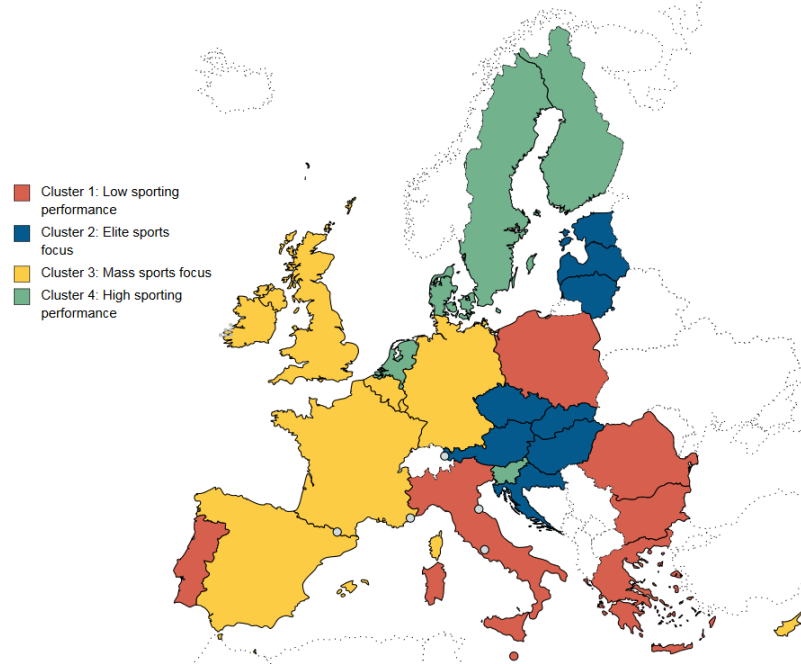 Cluster 1: Low sporting
performance
Cluster 2: Elite sports
focus
Cluster 3: Mass sports focus
Cluster 4: High sporting
performance